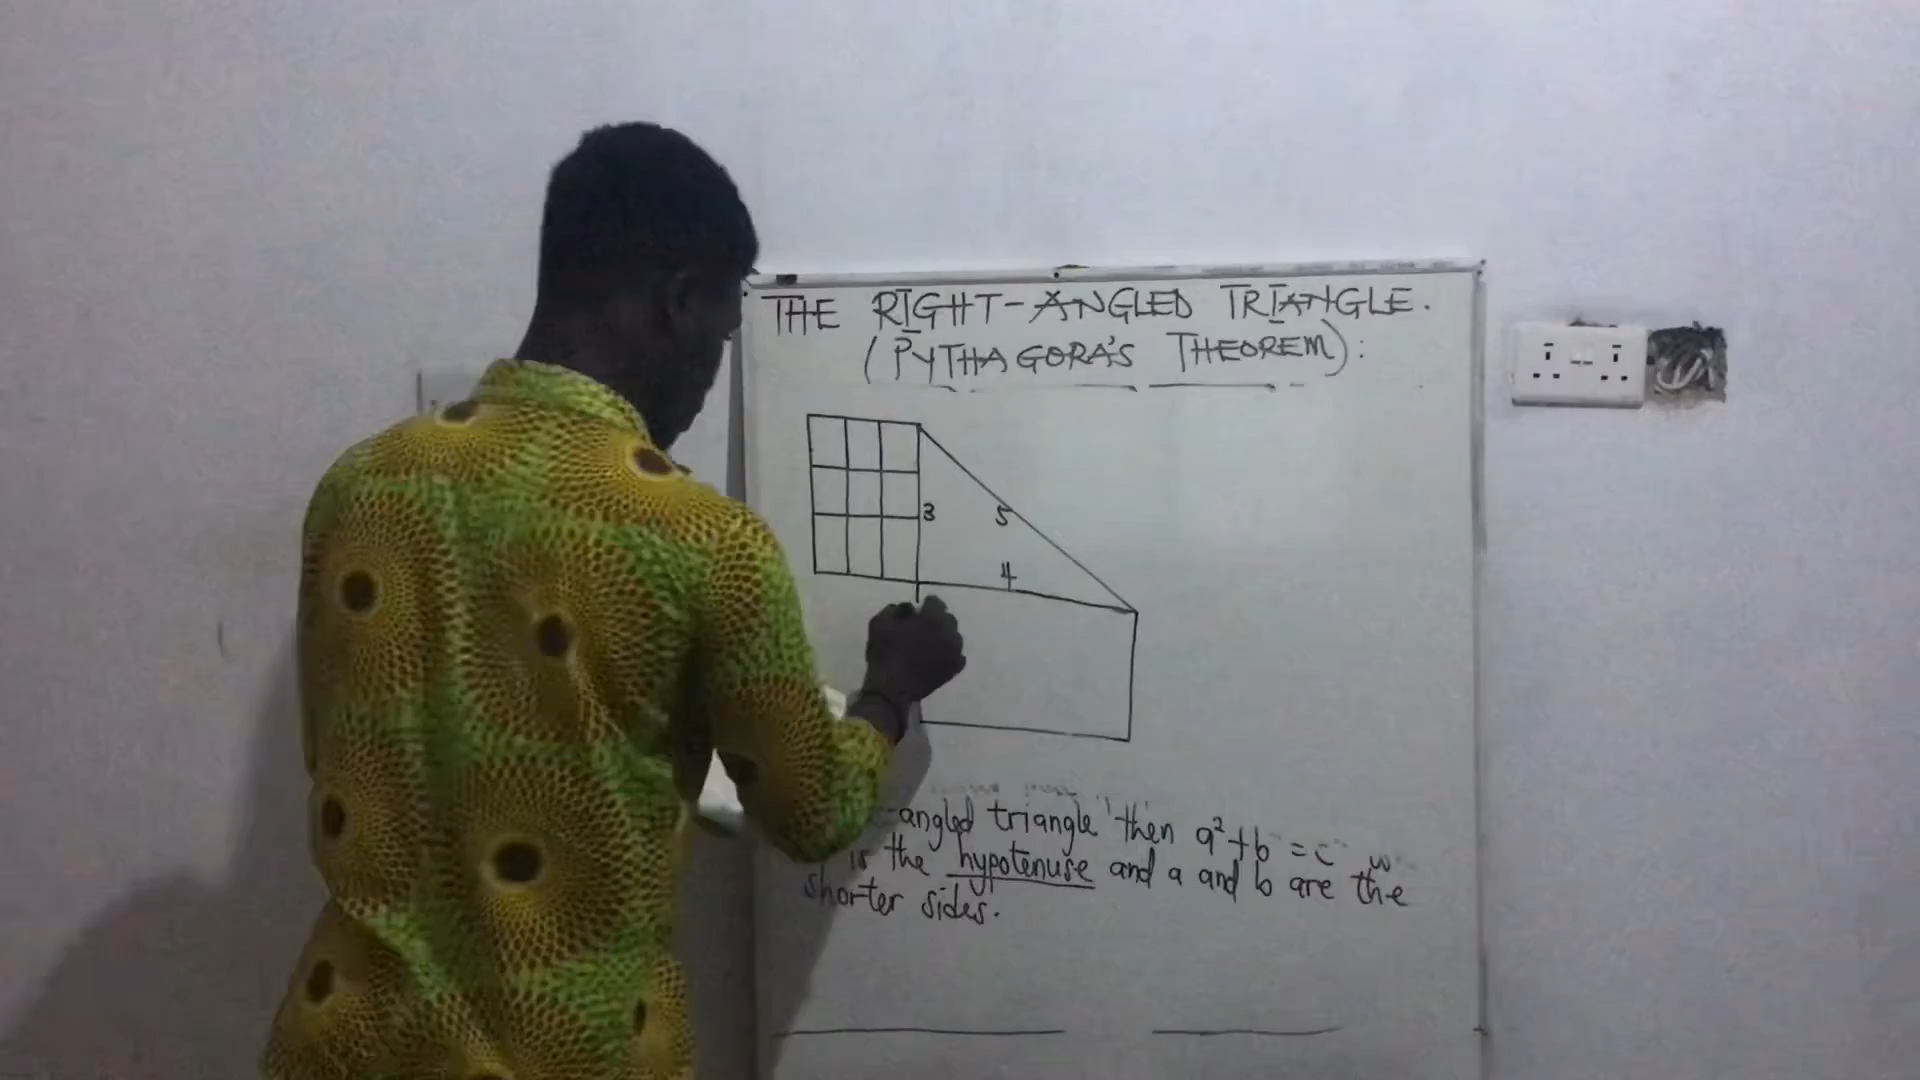 THE RIGHT-ANGLED TRIANGLE.
(PYTHAGORA'S THEOREM):
3
5
4
-angled triangle then a²+b = c
is the hypotenuse and a and b are the
shorter sides.